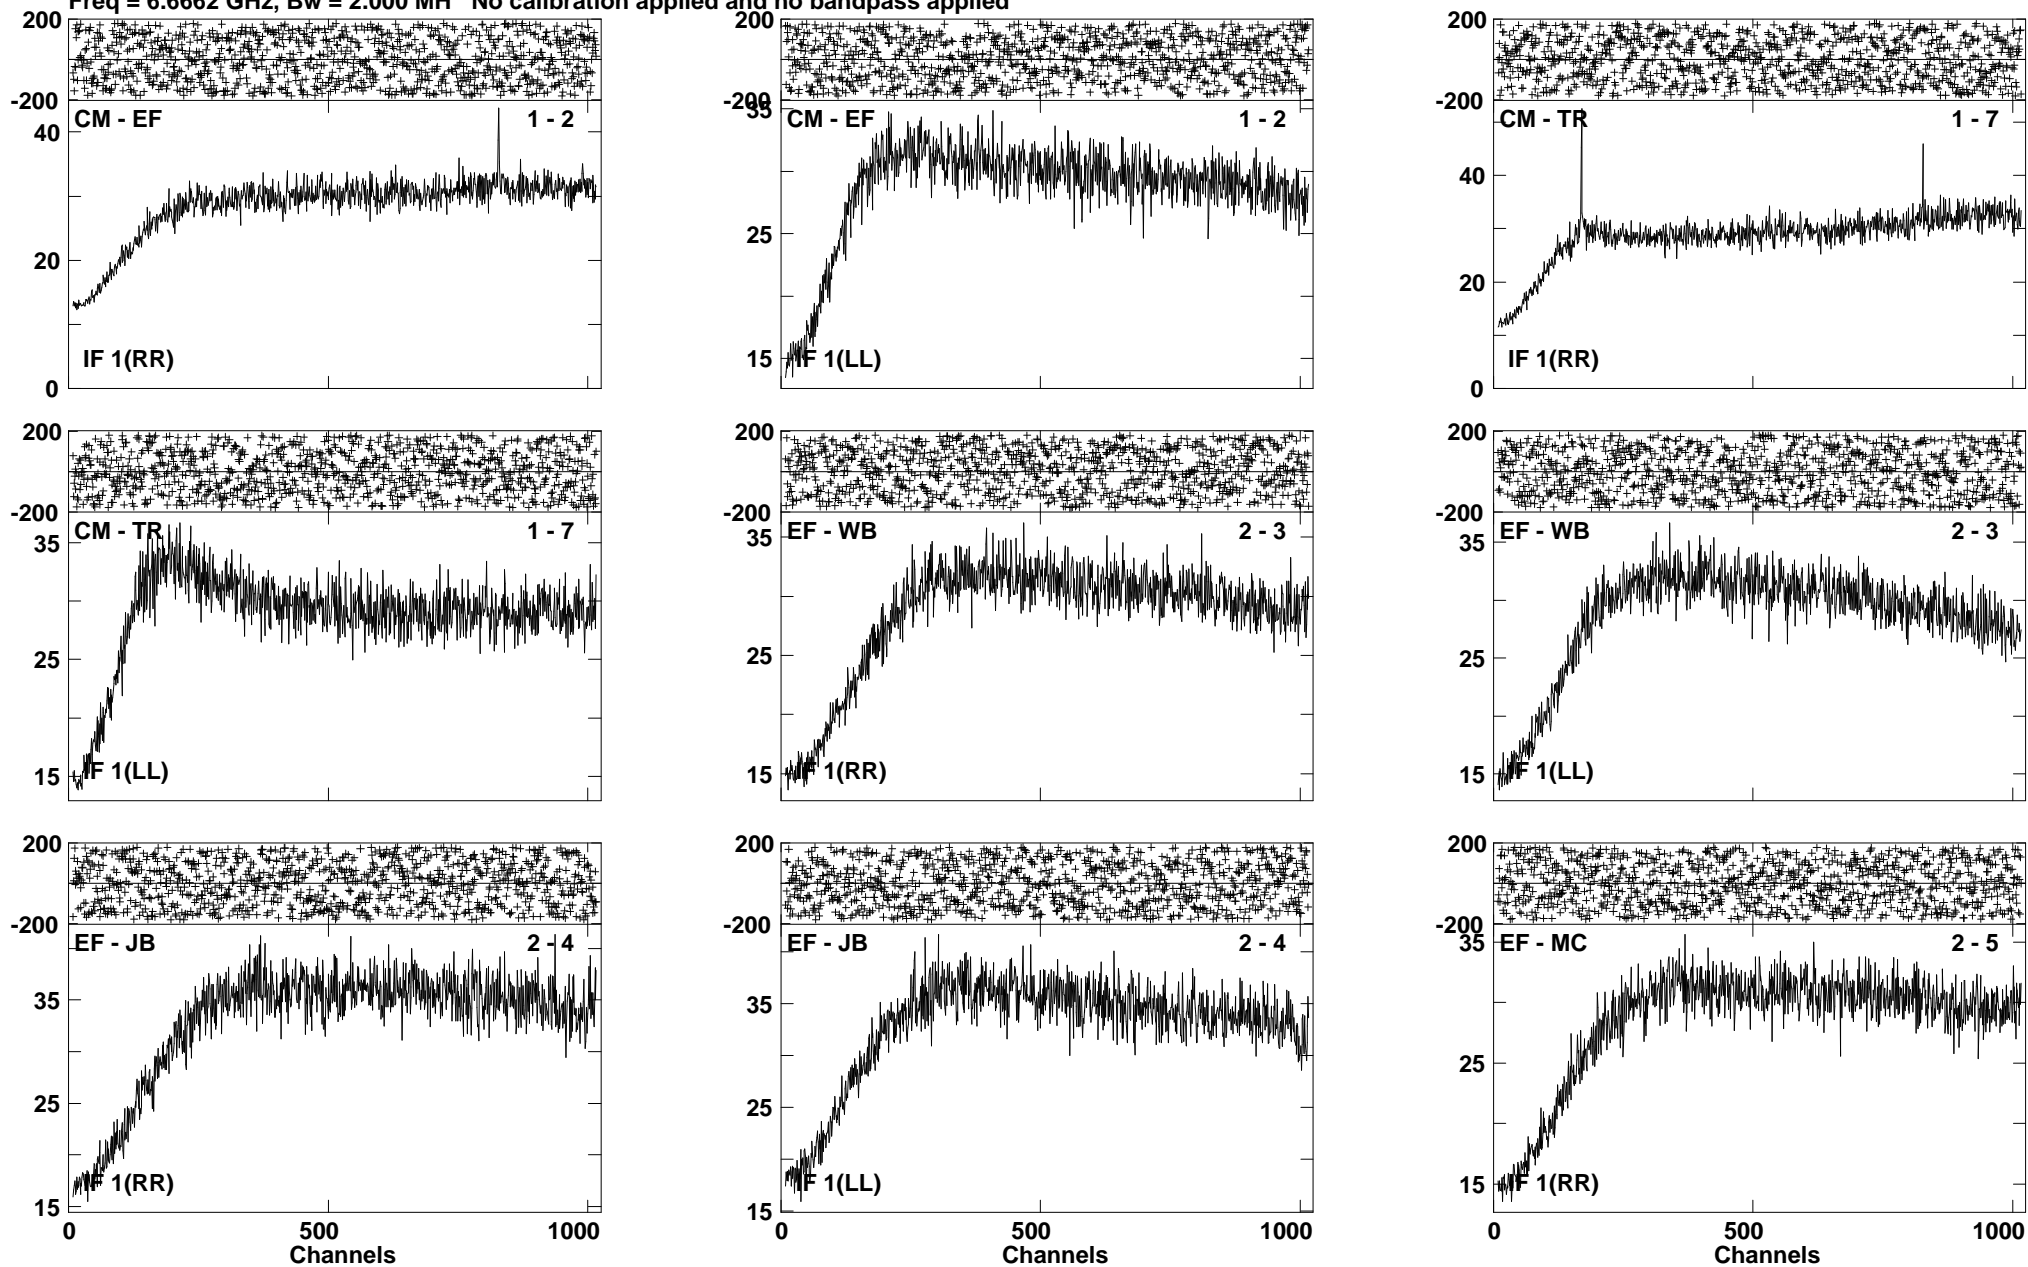 Freq = 6.6662 GHz, Bw = 2.000 MH No calibration applied and no bandpass applied
200 200 200
-200 -200 -200
CM - EF 1 - 2 35 CM - EF 1 - 2 CM - TR 1 - 7
40 25 40
20 15 20
0 0
IF 1(RR) IF 1(LL) IF 1(RR)
200 200 200
-200 -200 -200
CM - TR 1 - 7 EF - WB 2 - 3 EF - WB 2 - 3
35 35 35
25 25 25
15 15 15
IF 1(LL) IF 1(RR) IF 1(LL)
200 200 200
-200 -200 -200
EF - JB 2 - 4 EF - JB 2 - 4 35 EF - MC 2 - 5
35 35
25 25 25
15 15 15
IF 1(RR) IF 1(LL) IF 1(RR)
0 500 1000 0 500 1000 0 500 1000
Channels Channels Channels